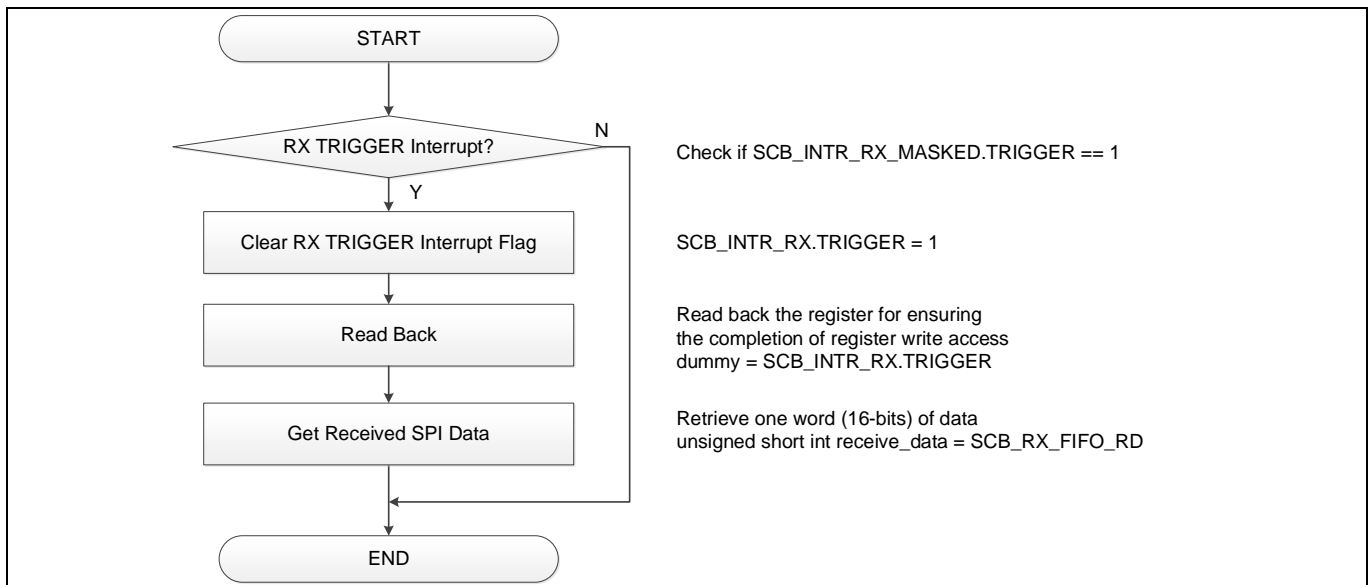 START
RX TRIGGER Interrupt?
N
Check if SCB_INTR_RX_MASKED.TRIGGER == 1
Y
Clear RX TRIGGER Interrupt Flag
SCB_INTR_RX.TRIGGER = 1
Read Back
Read back the register for ensuring
the completion of register write access
dummy = SCB_INTR_RX.TRIGGER
Get Received SPI Data
Retrieve one word (16-bits) of data
unsigned short int receive_data = SCB_RX_FIFO_RD
END